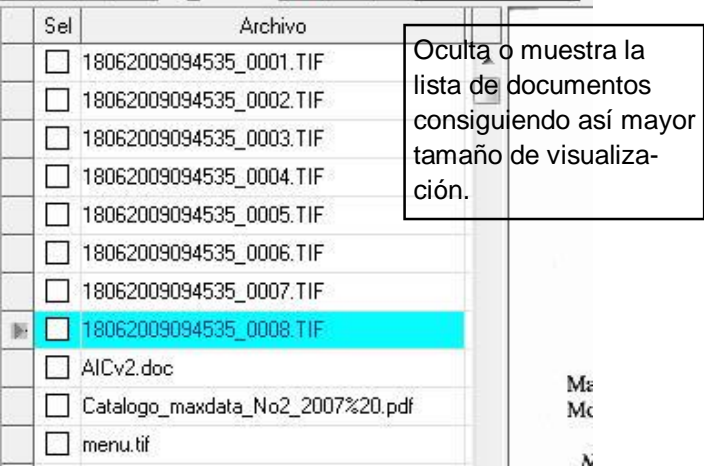 Sel Archivo
18062009094535_0001.TIF
18062009094535_0002.TIF
18062009094535_0003.TIF
18062009094535_0004.TIF
18062009094535_0005.TIF
18062009094535_0006.TIF
18062009094535_0007.TIF
18062009094535_0008.TIF
AICv2.doc
Catalogo_maxdata_No2_2007%20.pdf
menu.tif
Oculta o muestra la
lista de documentos
consiguiendo así mayor
tamaño de visualiza-
ción.
Ma
Mo